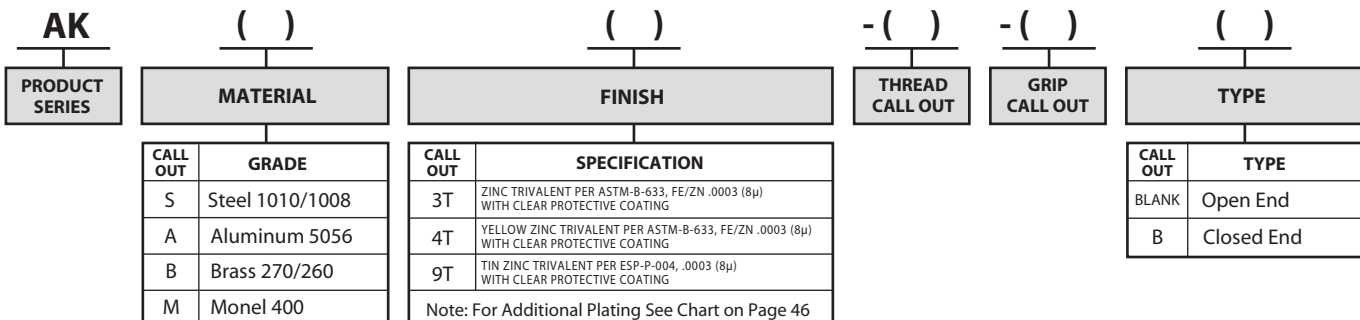 AK ( ) ( ) - ( ) - ( ) ( )
PRODUCT
SERIES
MATERIAL
FINISH
THREAD
CALL OUT
GRIP
CALL OUT
TYPE
CALL
OUT
GRADE
S Steel 1010/1008
A Aluminum 5056
B Brass 270/260
M Monel 400
CALL
OUT
SPECIFICATION
3T ZINC TRIVALENT PER ASTM-B-633, FE/ZN .0003 (8µ)
WITH CLEAR PROTECTIVE COATING
4T YELLOW ZINC TRIVALENT PER ASTM-B-633, FE/ZN .0003 (8µ)
WITH CLEAR PROTECTIVE COATING
9T TIN ZINC TRIVALENT PER ESP-P-004, .0003 (8µ)
WITH CLEAR PROTECTIVE COATING
Note: For Additional Plating See Chart on Page 46
CALL
OUT
TYPE
BLANK Open End
B Closed End